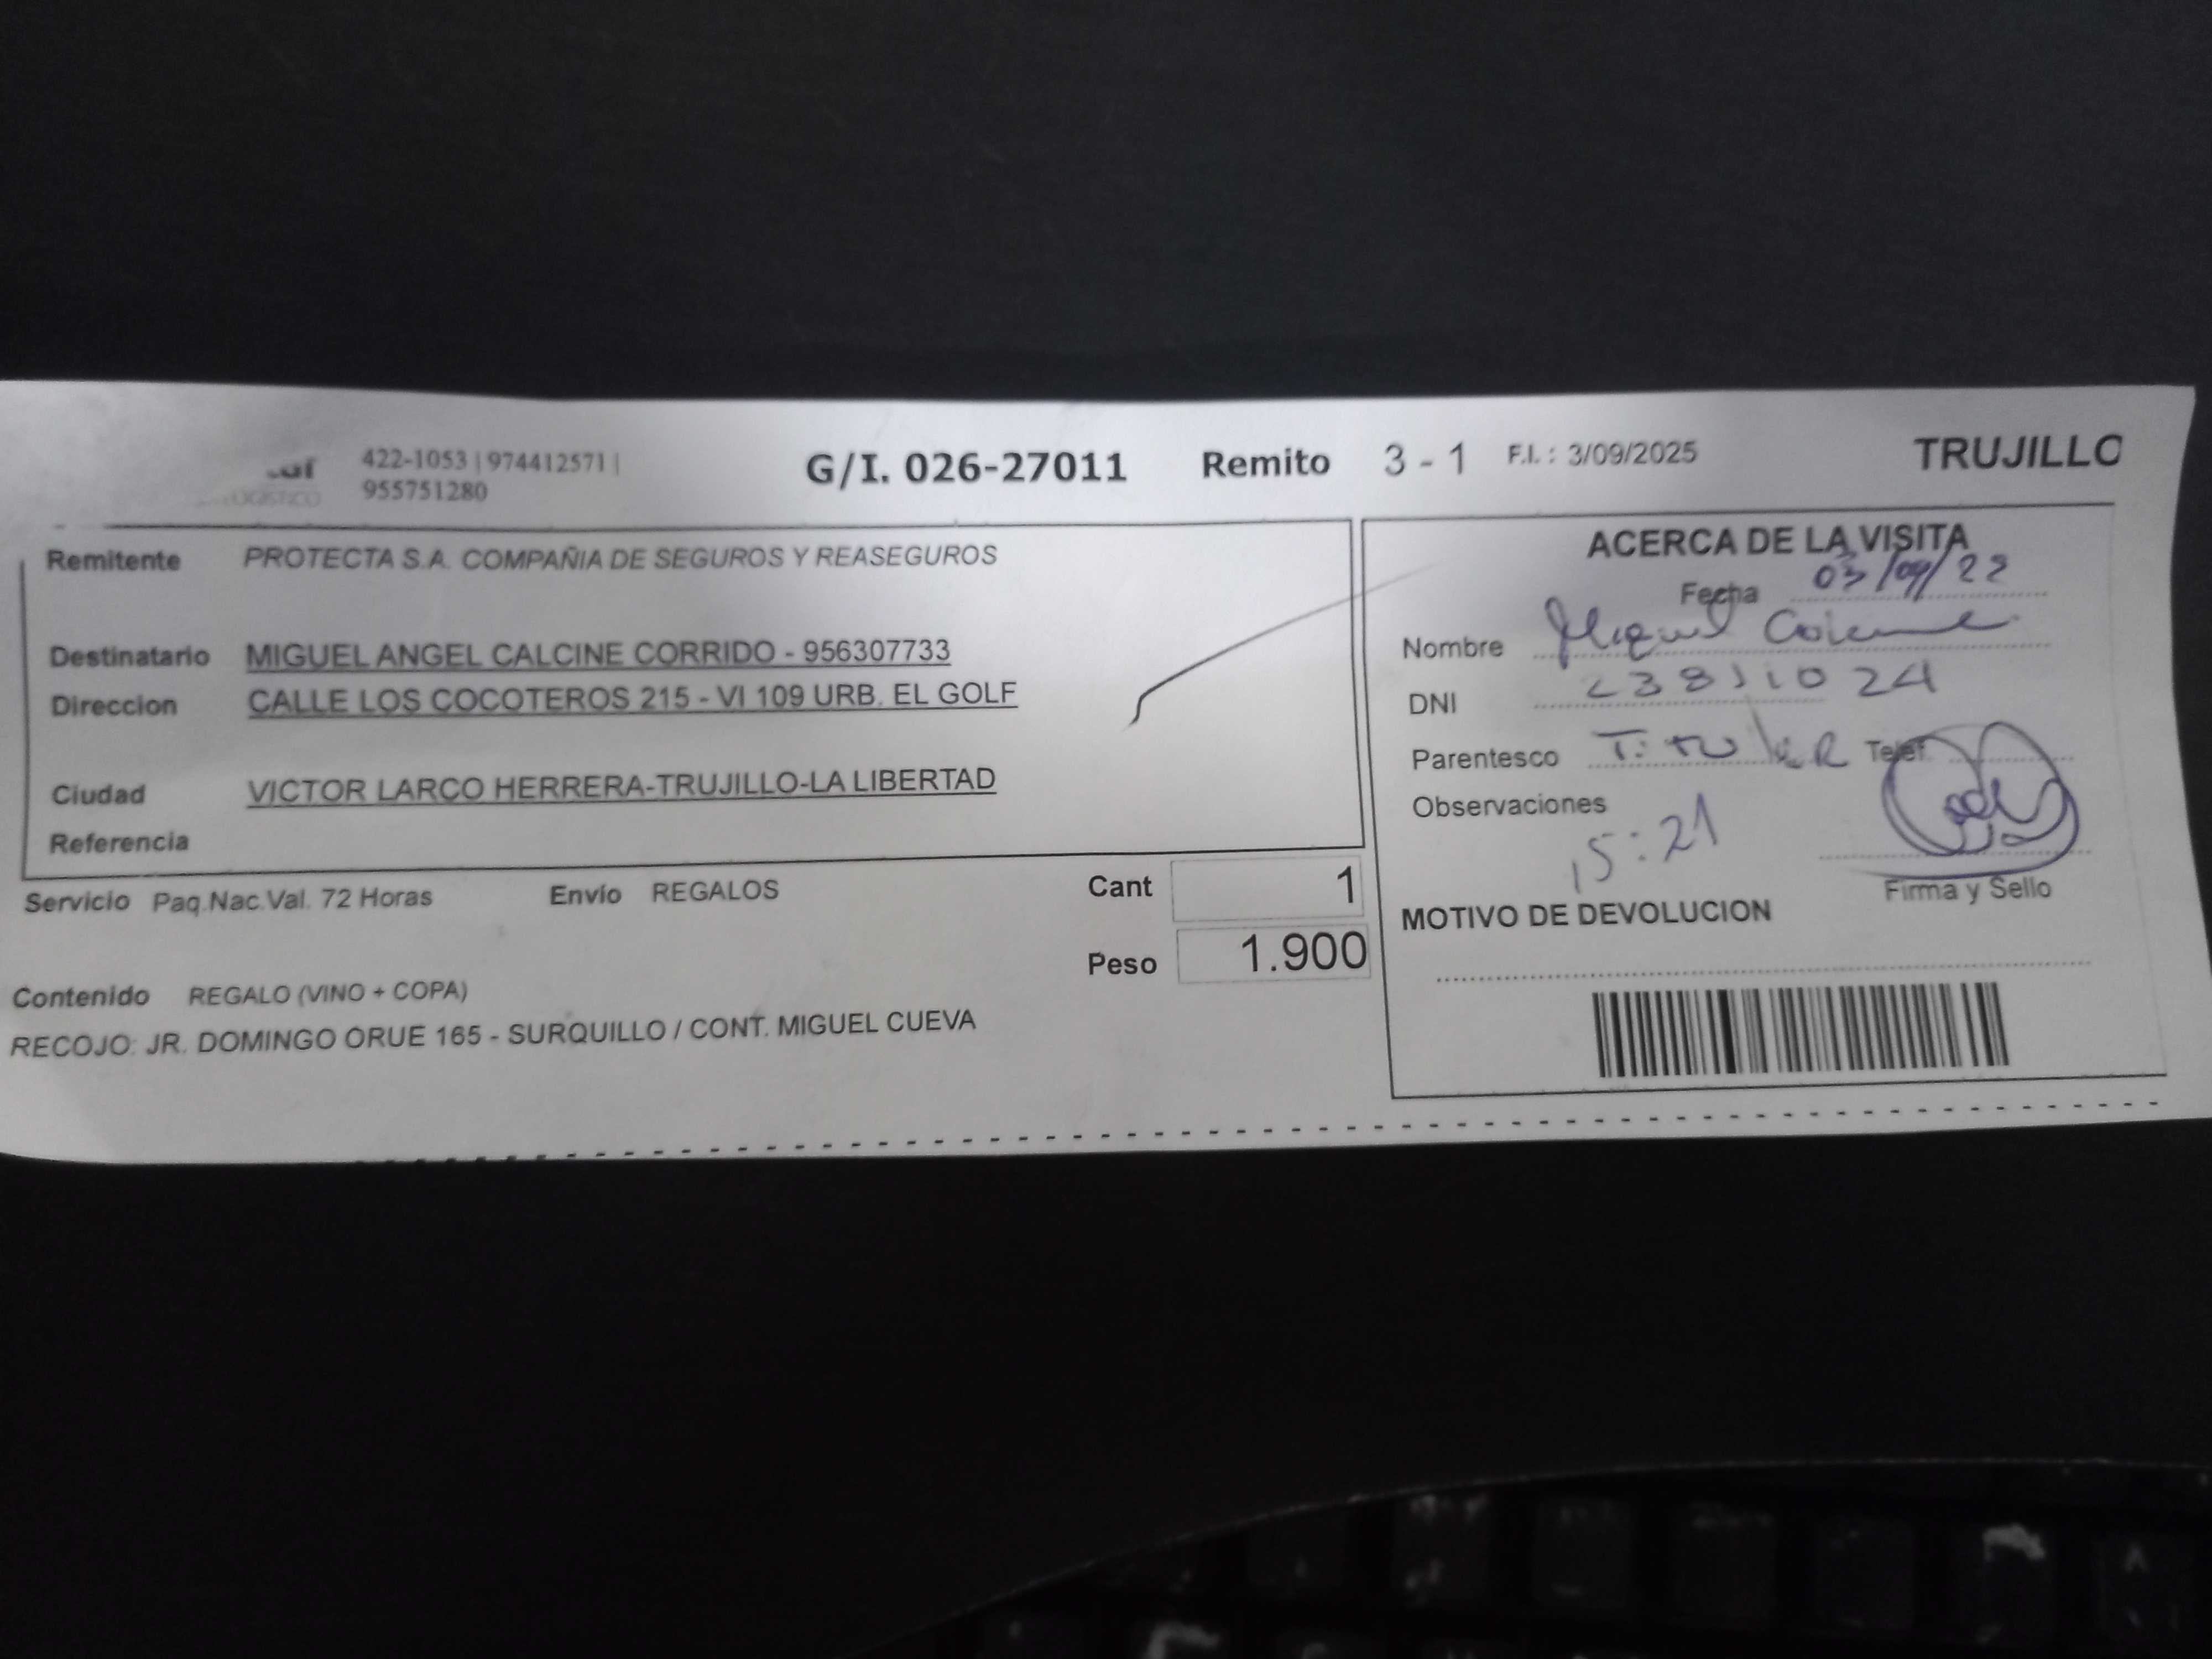 422-1053 | 974412571 |
955751280
G/I. 026-27011 Remito 3 - 1 F.I. : 3/09/2025 TRUJILLO
Remitente PROTECTA S.A. COMPAÑIA DE SEGUROS Y REASEGUROS
Destinatario MIGUEL ANGEL CALCINE CORRIDO - 956307733
Direccion CALLE LOS COCOTEROS 215 - VI 109 URB. EL GOLF
Ciudad VICTOR LARCO HERRERA-TRUJILLO-LA LIBERTAD
Referencia
Servicio Paq.Nac.Val. 72 Horas Envío REGALOS
Cant 1
Peso 1.900
Contenido REGALO (VINO + COPA)
RECOJO: JR. DOMINGO ORUE 165 - SURQUILLO / CONT. MIGUEL CUEVA
ACERCA DE LA VISITA
Fecha
Nombre Miguel
DNI
Parentesco Titular Telef.
Observaciones
15:21
Firma y Sello
MOTIVO DE DEVOLUCION